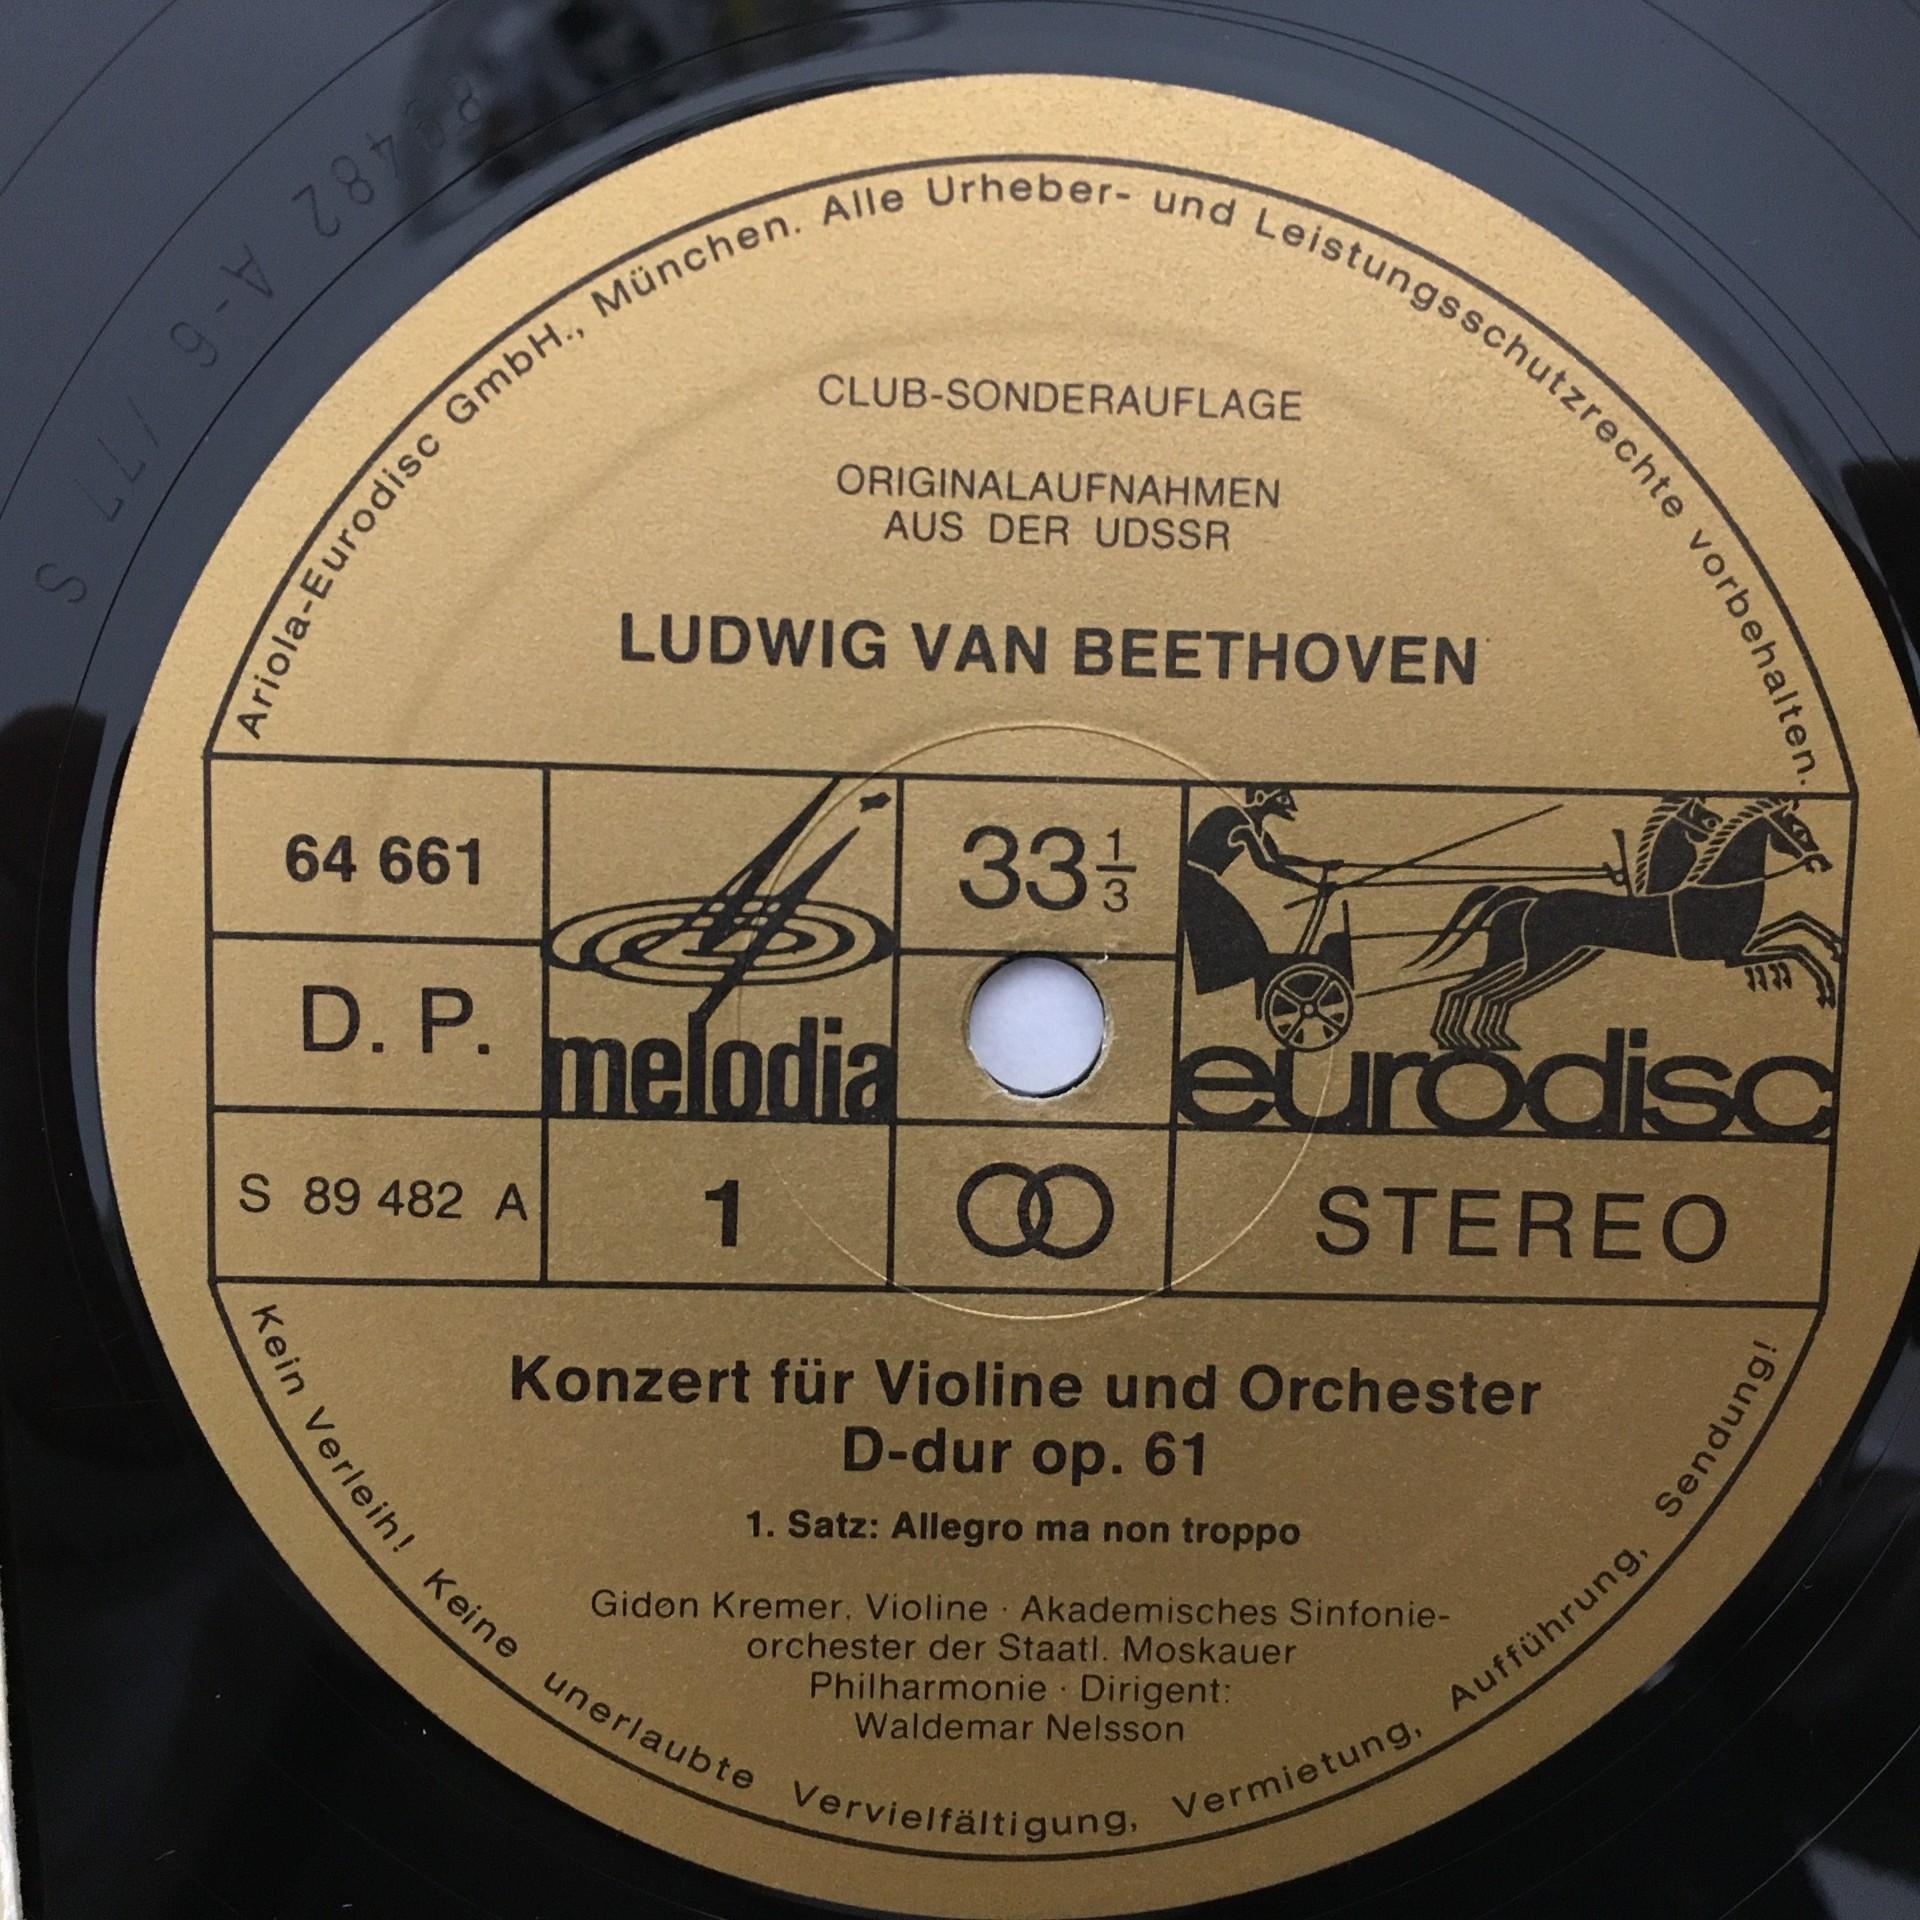 89482 A-6 /77 S
Ariola-Eurodisc GmbH., München. Alle Urheber- und Leistungsschutzrechte vorbehalten.
CLUB-SONDERAUFLAGE
ORIGINALAUFNAHMEN
AUS DER UDSSR
LUDWIG VAN BEETHOVEN
64 661
D. P.
S 89 482 A
melodia
1
33 1/3
eurodisc
STEREO
Konzert für Violine und Orchester
D-dur op. 61
1. Satz: Allegro ma non troppo
Gidon Kremer, Violine · Akademisches Sinfonie-
orchester der Staatl. Moskauer
Philharmonie · Dirigent:
Waldemar Nelsson
Kein Verleih! Keine unerlaubte Vervielfältigung, Vermietung, Aufführung, Sendung!